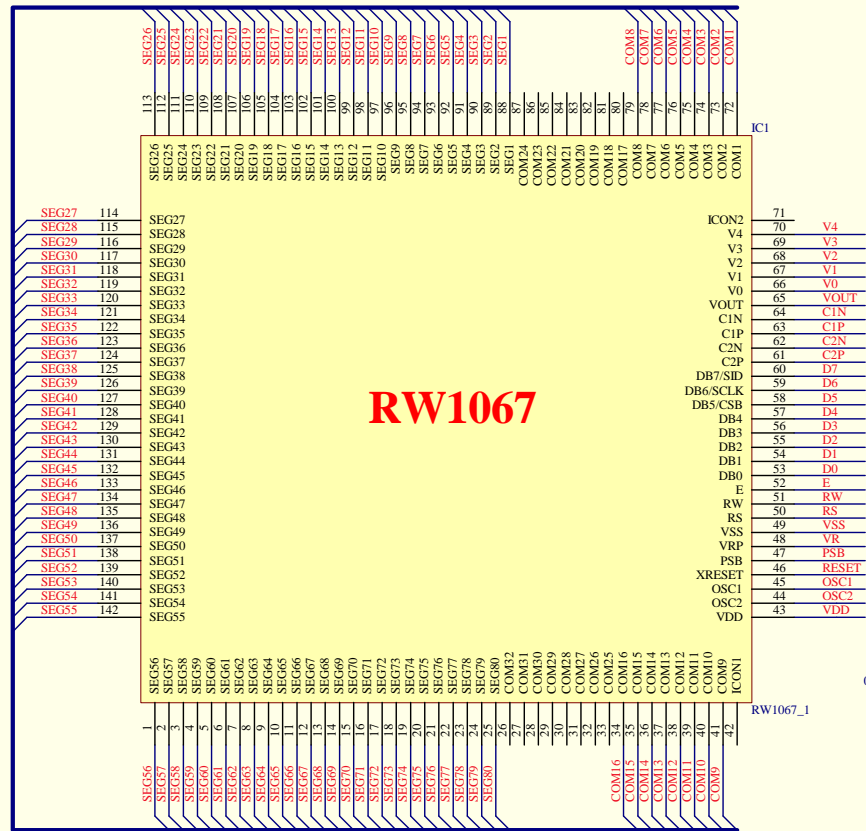 SEG26 SEG25 SEG24 SEG23 SEG22 SEG21 SEG20 SEG19 SEG18 SEG17 SEG16 SEG15 SEG14 SEG13 SEG12 SEG11 SEG10 SEG9 SEG8 SEG7 SEG6 SEG5 SEG4 SEG3 SEG2 SEG1 COM8 COM7 COM6 COM5 COM4 COM3 COM2 COM1
113 112 111 110 109 108 107 106 105 104 103 102 101 100 99 98 97 96 95 94 93 92 91 90 89 88 87 86 85 84 83 82 81 80 79 78 77 76 75 74 73 72
IC1
SEG26 SEG25 SEG24 SEG23 SEG22 SEG21 SEG20 SEG19 SEG18 SEG17 SEG16 SEG15 SEG14 SEG13 SEG12 SEG11 SEG10 SEG9 SEG8 SEG7 SEG6 SEG5 SEG4 SEG3 SEG2 SEG1 COM24 COM23 COM22 COM21 COM20 COM19 COM18 COM17 COM8 COM7 COM6 COM5 COM4 COM3 COM2 COM1
SEG27 114 SEG27
SEG28 115 SEG28
SEG29 116 SEG29
SEG30 117 SEG30
SEG31 118 SEG31
SEG32 119 SEG32
SEG33 120 SEG33
SEG34 121 SEG34
SEG35 122 SEG35
SEG36 123 SEG36
SEG37 124 SEG37
SEG38 125 SEG38
SEG39 126 SEG39
SEG40 127 SEG40
SEG41 128 SEG41
SEG42 129 SEG42
SEG43 130 SEG43
SEG44 131 SEG44
SEG45 132 SEG45
SEG46 133 SEG46
SEG47 134 SEG47
SEG48 135 SEG48
SEG49 136 SEG49
SEG50 137 SEG50
SEG51 138 SEG51
SEG52 139 SEG52
SEG53 140 SEG53
SEG54 141 SEG54
SEG55 142 SEG55
RW1067
ICON2 71
V4 70 V4
V3 69 V3
V2 68 V2
V1 67 V1
V0 66 V0
VOUT 65 VOUT
C1N 64 C1N
C1P 63 C1P
C2N 62 C2N
C2P 61 C2P
DB7/SID 60 D7
DB6/SCLK 59 D6
DB5/CSB 58 D5
DB4 57 D4
DB3 56 D3
DB2 55 D2
DB1 54 D1
DB0 53 D0
E 52 E
RW 51 RW
RS 50 RS
VSS 49 VSS
VRP 48 VR
PSB 47 PSB
XRESET 46 RESET
OSC1 45 OSC1
OSC2 44 OSC2
VDD 43 VDD
SEG56 SEG57 SEG58 SEG59 SEG60 SEG61 SEG62 SEG63 SEG64 SEG65 SEG66 SEG67 SEG68 SEG69 SEG70 SEG71 SEG72 SEG73 SEG74 SEG75 SEG76 SEG77 SEG78 SEG79 SEG80 COM32 COM31 COM30 COM29 COM28 COM27 COM26 COM25 COM16 COM15 COM14 COM13 COM12 COM11 COM10 COM9 ICON1
RW1067_1
1 2 3 4 5 6 7 8 9 10 11 12 13 14 15 16 17 18 19 20 21 22 23 24 25 26 27 28 29 30 31 32 33 34 35 36 37 38 39 40 41 42
SEG56 SEG57 SEG58 SEG59 SEG60 SEG61 SEG62 SEG63 SEG64 SEG65 SEG66 SEG67 SEG68 SEG69 SEG70 SEG71 SEG72 SEG73 SEG74 SEG75 SEG76 SEG77 SEG78 SEG79 SEG80 COM16 COM15 COM14 COM13 COM12 COM11 COM10 COM9